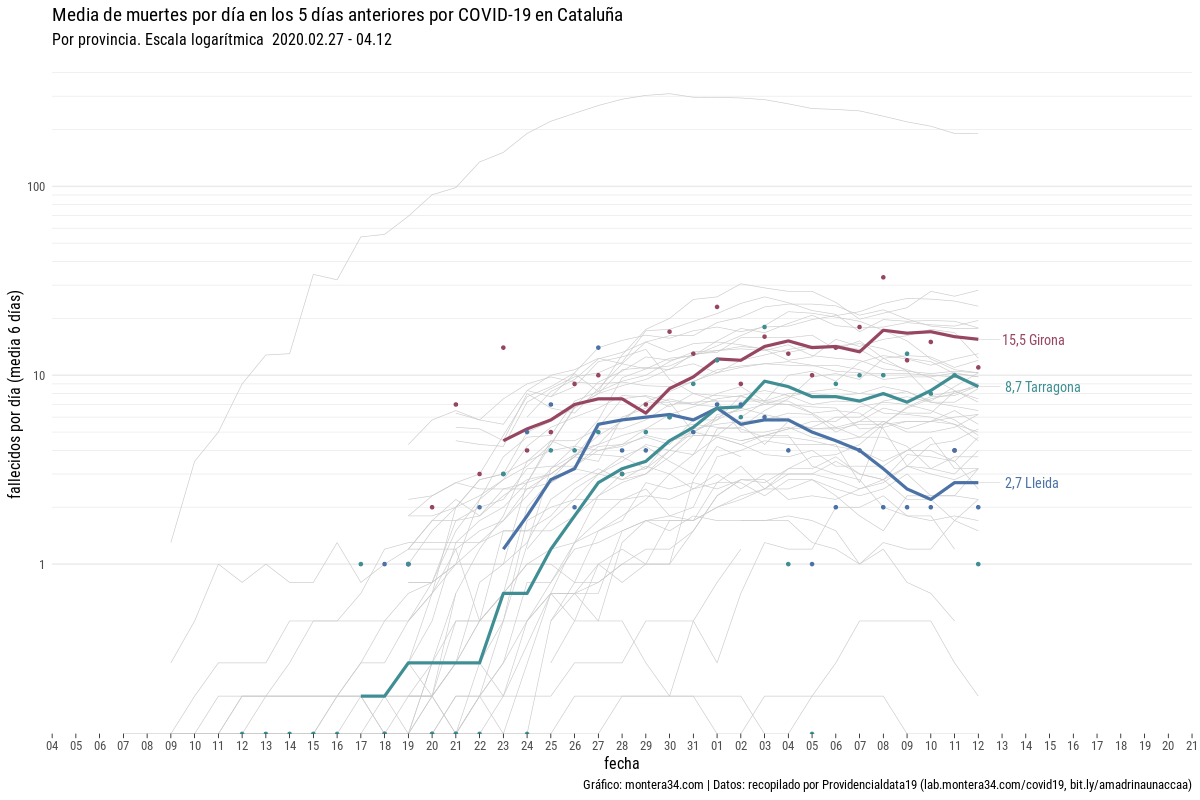 Media de muertes por día en los 5 días anteriores por COVID-19 en Cataluña
Por provincia. Escala logarítmica 2020.02.27 - 04.12
fallecidos por día (media 6 días)
100
10
1
15,5 Girona
8,7 Tarragona
2,7 Lleida
04 05 06 07 08 09 10 11 12 13 14 15 16 17 18 19 20 21 22 23 24 25 26 27 28 29 30 31 01 02 03 04 05 06 07 08 09 10 11 12 13 14 15 16 17 18 19 20 21
fecha
Gráfico: montera34.com | Datos: recopilado por Providencialdata19 (lab.montera34.com/covid19, bit.ly/amadrinaunaccaa)